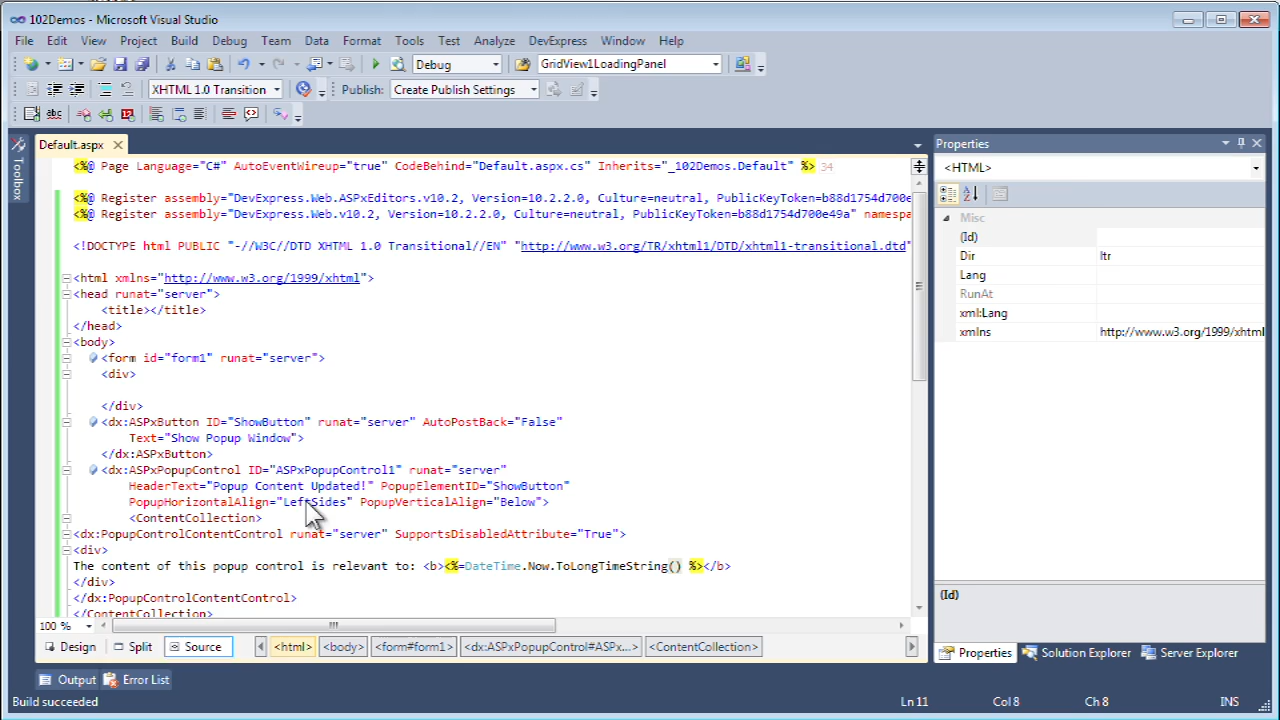 102Demos - Microsoft Visual Studio
File Edit View Project Build Debug Team Data Format Tools Test Analyze DevExpress Window Help
Debug GridView1LoadingPanel
XHTML 1.0 Transition Publish: Create Publish Settings
abc 12
Toolbox
Default.aspx
<%@ Page Language="C#" AutoEventWireup="true" CodeBehind="Default.aspx.cs" Inherits="_102Demos.Default" %> 34
<%@ Register assembly="DevExpress.Web.ASPxEditors.v10.2, Version=10.2.2.0, Culture=neutral, PublicKeyToken=b88d1754d700e
<%@ Register assembly="DevExpress.Web.v10.2, Version=10.2.2.0, Culture=neutral, PublicKeyToken=b88d1754d700e49a" namespa
<!DOCTYPE html PUBLIC "-//W3C//DTD XHTML 1.0 Transitional//EN" "http://www.w3.org/TR/xhtml1/DTD/xhtml1-transitional.dtd"
<html xmlns="http://www.w3.org/1999/xhtml">
<head runat="server">
<title></title>
</head>
<body>
<form id="form1" runat="server">
<div>
</div>
<dx:ASPxButton ID="ShowButton" runat="server" AutoPostBack="False"
Text="Show Popup Window">
</dx:ASPxButton>
<dx:ASPxPopupControl ID="ASPxPopupControl1" runat="server"
HeaderText="Popup Content Updated!" PopupElementID="ShowButton"
PopupHorizontalAlign="LeftSides" PopupVerticalAlign="Below">
<ContentCollection>
<dx:PopupControlContentControl runat="server" SupportsDisabledAttribute="True">
<div>
The content of this popup control is relevant to: <b><%=DateTime.Now.ToLongTimeString() %></b>
</div>
</dx:PopupControlContentControl>
</ContentCollection>
100 %
Design Split Source <html> <body> <form#form1> <dx:ASPxPopupControl#ASPx...> <ContentCollection>
Properties
<HTML>
Misc
(Id)
Dir ltr
Lang
RunAt
xml:Lang
xmlns http://www.w3.org/1999/xhtml
(Id)
Properties Solution Explorer Server Explorer
Output Error List
Build succeeded Ln 11 Col 8 Ch 8 INS